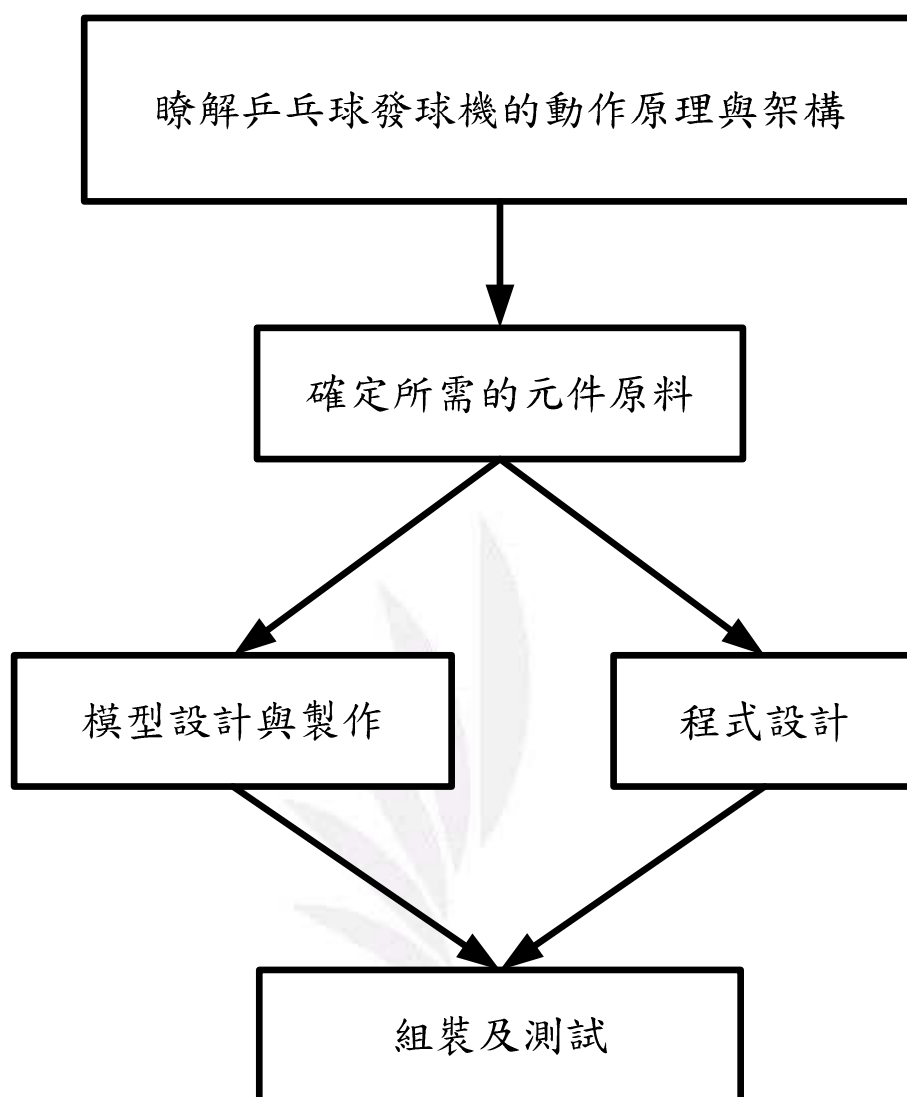 瞭解乒乓球發球機的動作原理與架構
確定所需的元件原料
模型設計與製作
程式設計
組裝及測試